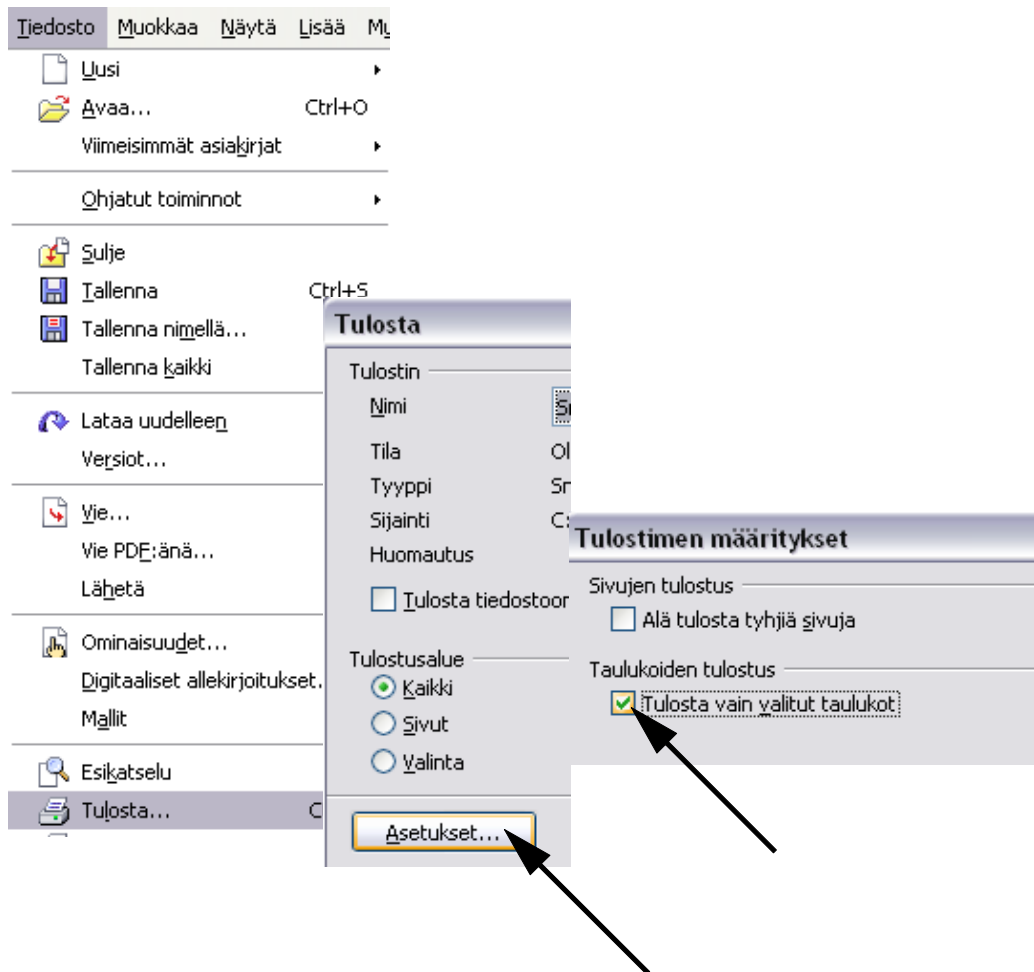 Tiedosto Muokkaa Näytä Lisää
Uusi
Avaa... Ctrl+O
Viimeisimmät asiakirjat
Ohjatut toiminnot
Sulje
Tallenna Ctrl+S
Tallenna nimellä...
Tallenna kaikki
Lataa uudelleen
Versiot...
Vie...
Vie PDF:änä...
Lähetä
Ominaisuudet...
Digitaaliset allekirjoitukset.
Mallit
Esikatselu
Tulosta... C
Tulosta
Tulostin
Nimi
Tila Ol
Tyyppi Sn
Sijainti C:
Huomautus
Tulosta tiedostoon
Tulostusalue
Kaikki
Sivut
Valinta
Asetukset...
Tulostimen määritykset
Sivujen tulostus
Älä tulosta tyhjiä sivuja
Taulukoiden tulostus
Tulosta vain valitut taulukot